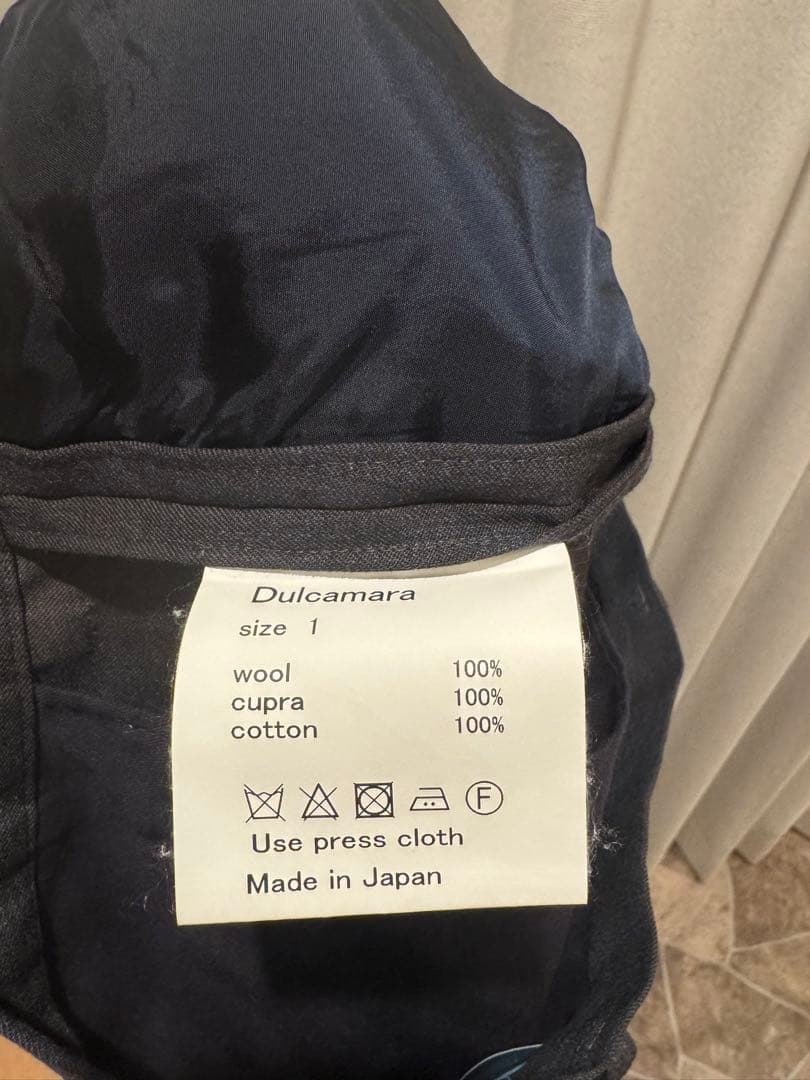 Dulcamara
size 1
wool 100%
cupra 100%
cotton 100%
F
Use press cloth
Made in Japan